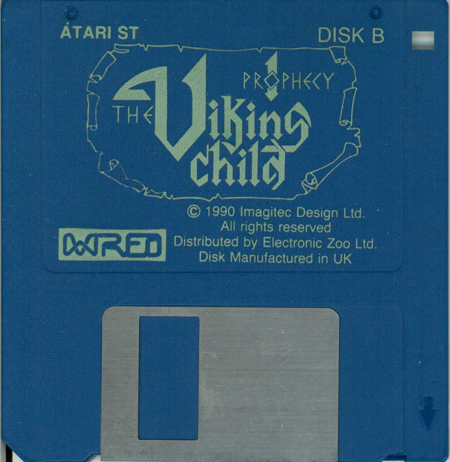 ATARI ST
DISK B
PROPHECY
THE Viking
child
© 1990 Imagitec Design Ltd.
All rights reserved
WIRED
Distributed by Electronic Zoo Ltd.
Disk Manufactured in UK